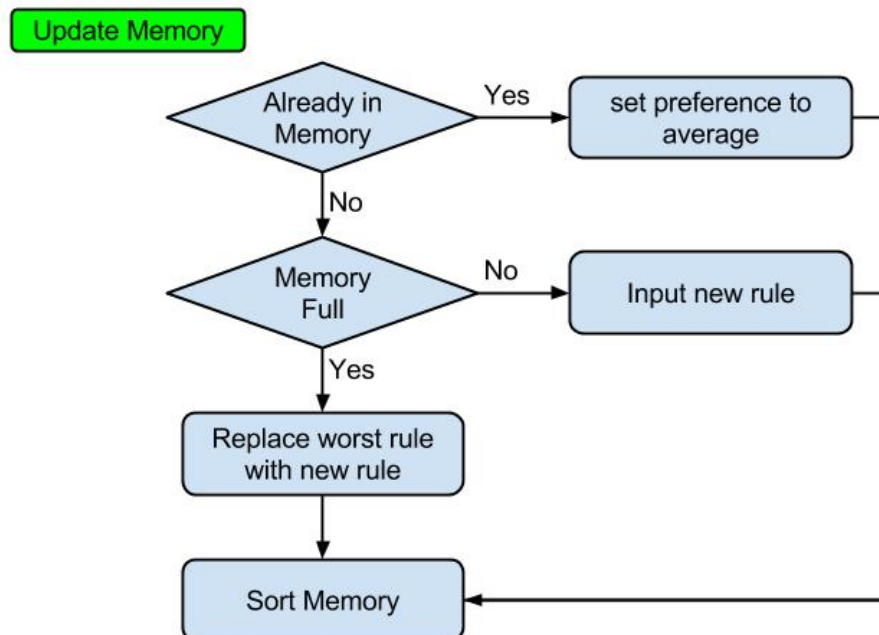 Update Memory
Already in
Memory
Yes
set preference to
average
No
Memory
Full
No
Input new rule
Yes
Replace worst rule
with new rule
Sort Memory